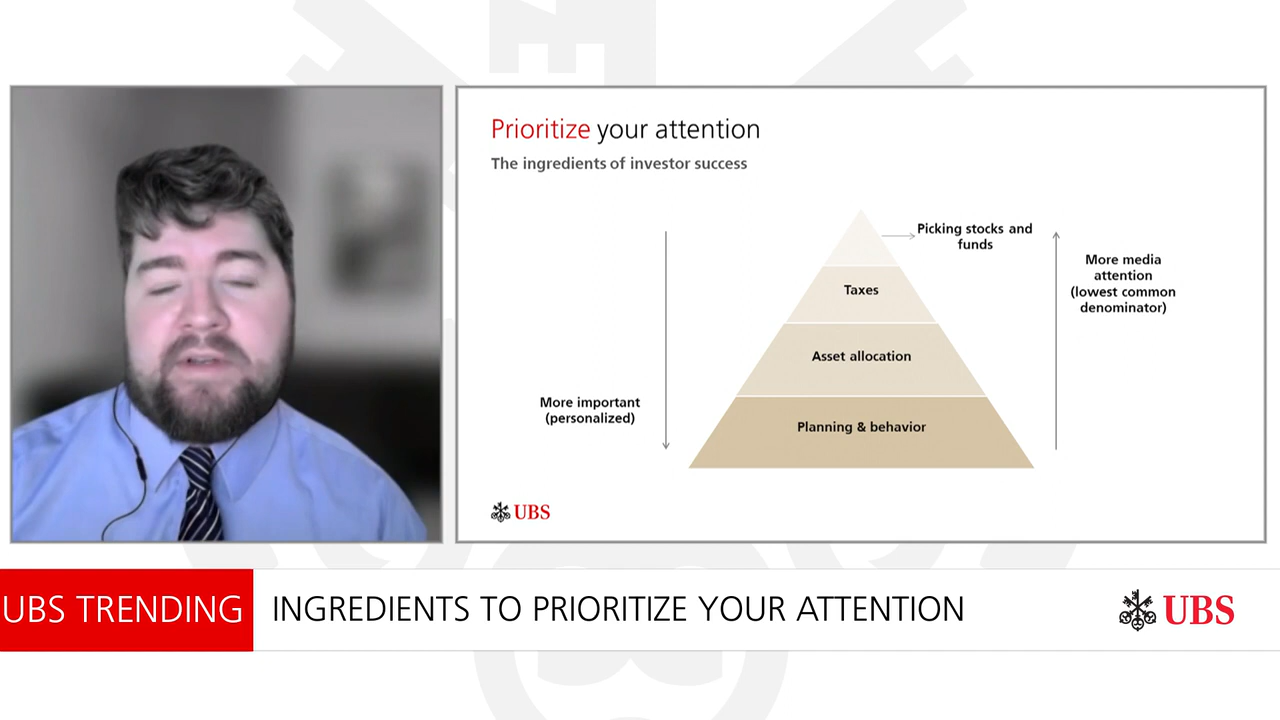 Prioritize your attention
The ingredients of investor success
Picking stocks and
funds
More media
attention
(lowest common
denominator)
Taxes
Asset allocation
More important
(personalized)
Planning & behavior
UBS
UBS TRENDING
INGREDIENTS TO PRIORITIZE YOUR ATTENTION
UBS